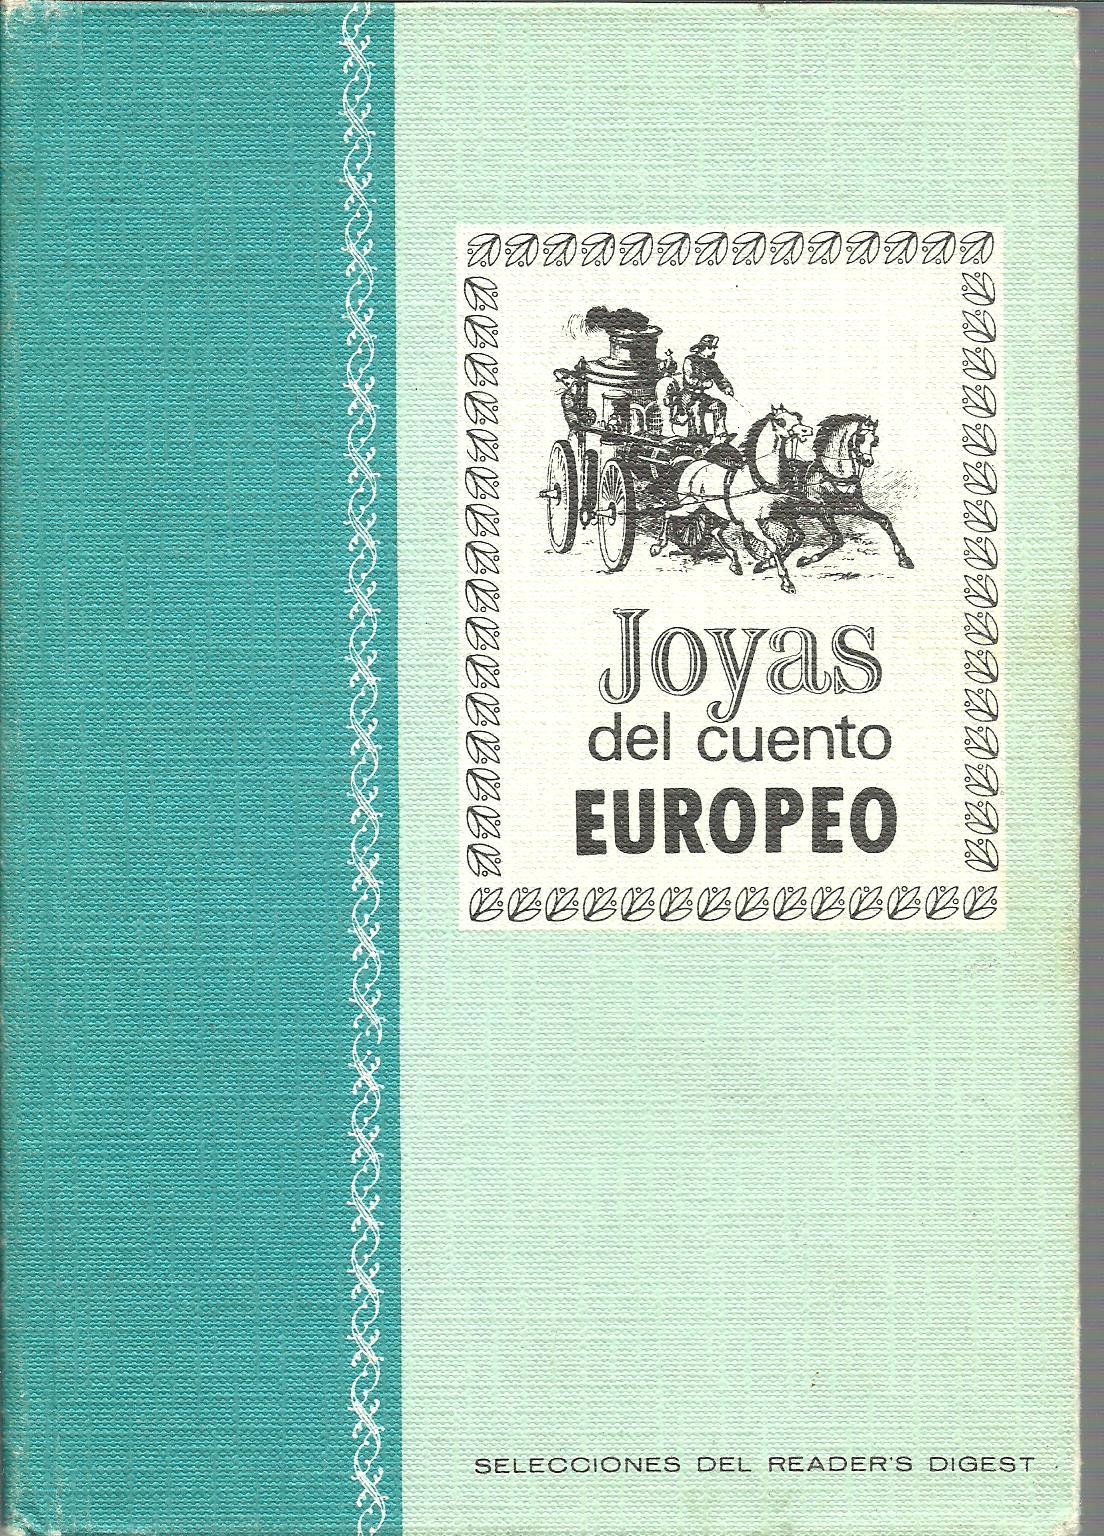 Joyas
del cuento
EUROPEO
SELECCIONES DEL READER'S DIGEST